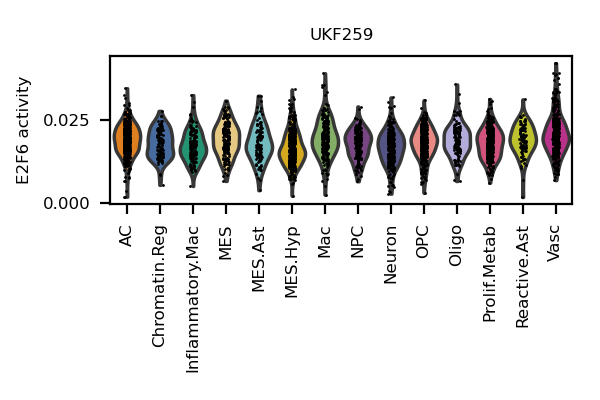 UKF259
E2F6 activity
0.025
0.000
AC
Chromatin.Reg
Inflammatory.Mac
MES
MES.Ast
MES.Hyp
Mac
NPC
Neuron
OPC
Oligo
Prolif.Metab
Reactive.Ast
Vasc